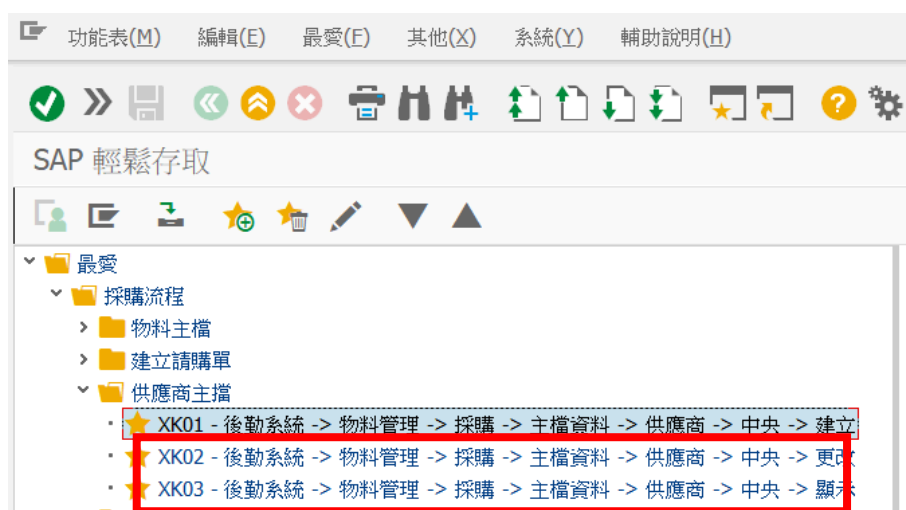 功能表(M) 編輯(E) 最愛(F) 其他(X) 系統(Y) 輔助說明(H)
SAP 輕鬆存取
最愛
採購流程
物料主檔
建立請購單
供應商主擋
XK01 - 後勤系統 -> 物料管理 -> 採購 -> 主檔資料 -> 供應商 -> 中央 -> 建立
XK02 - 後勤系統 -> 物料管理 -> 採購 -> 主檔資料 -> 供應商 -> 中央 -> 更改
XK03 - 後勤系統 -> 物料管理 -> 採購 -> 主檔資料 -> 供應商 -> 中央 -> 顯示